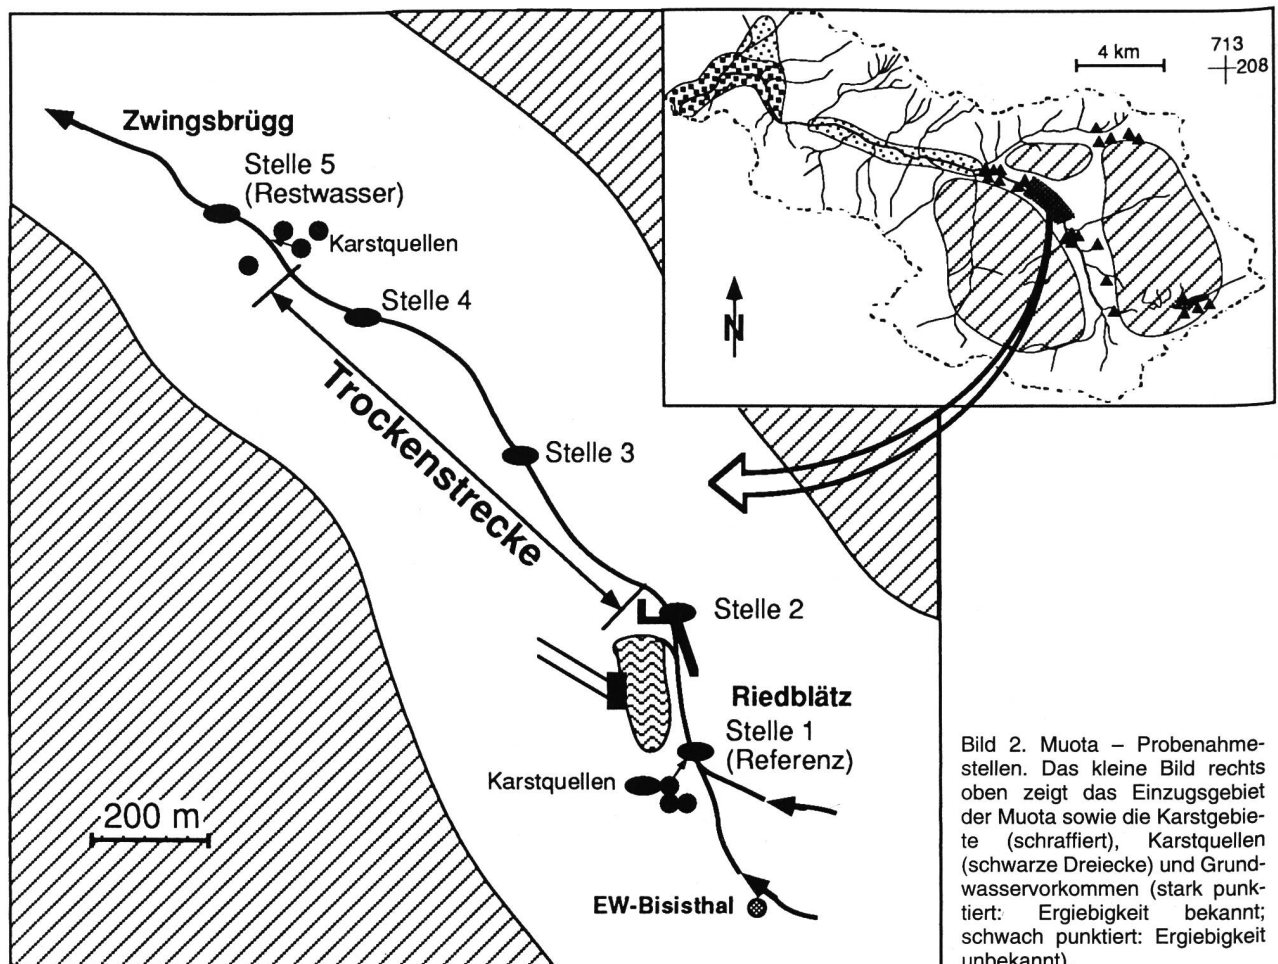 Zwingsbrügg
Stelle 5
(Restwasser)
Karstquellen
Stelle 4
Trockenstrecke
Stelle 3
Stelle 2
Riedblätz
Stelle 1
(Referenz)
Karstquellen
200 m
EW-Bisisthal
4 km
713
208
N
Bild 2. Muota – Probenahme-
stellen. Das kleine Bild rechts
oben zeigt das Einzugsgebiet
der Muota sowie die Karstgebie-
te (schraffiert), Karstquellen
(schwarze Dreiecke) und Grund-
wasservorkommen (stark punk-
tiert: Ergiebigkeit bekannt;
schwach punktiert: Ergiebigkeit
unbekannt)